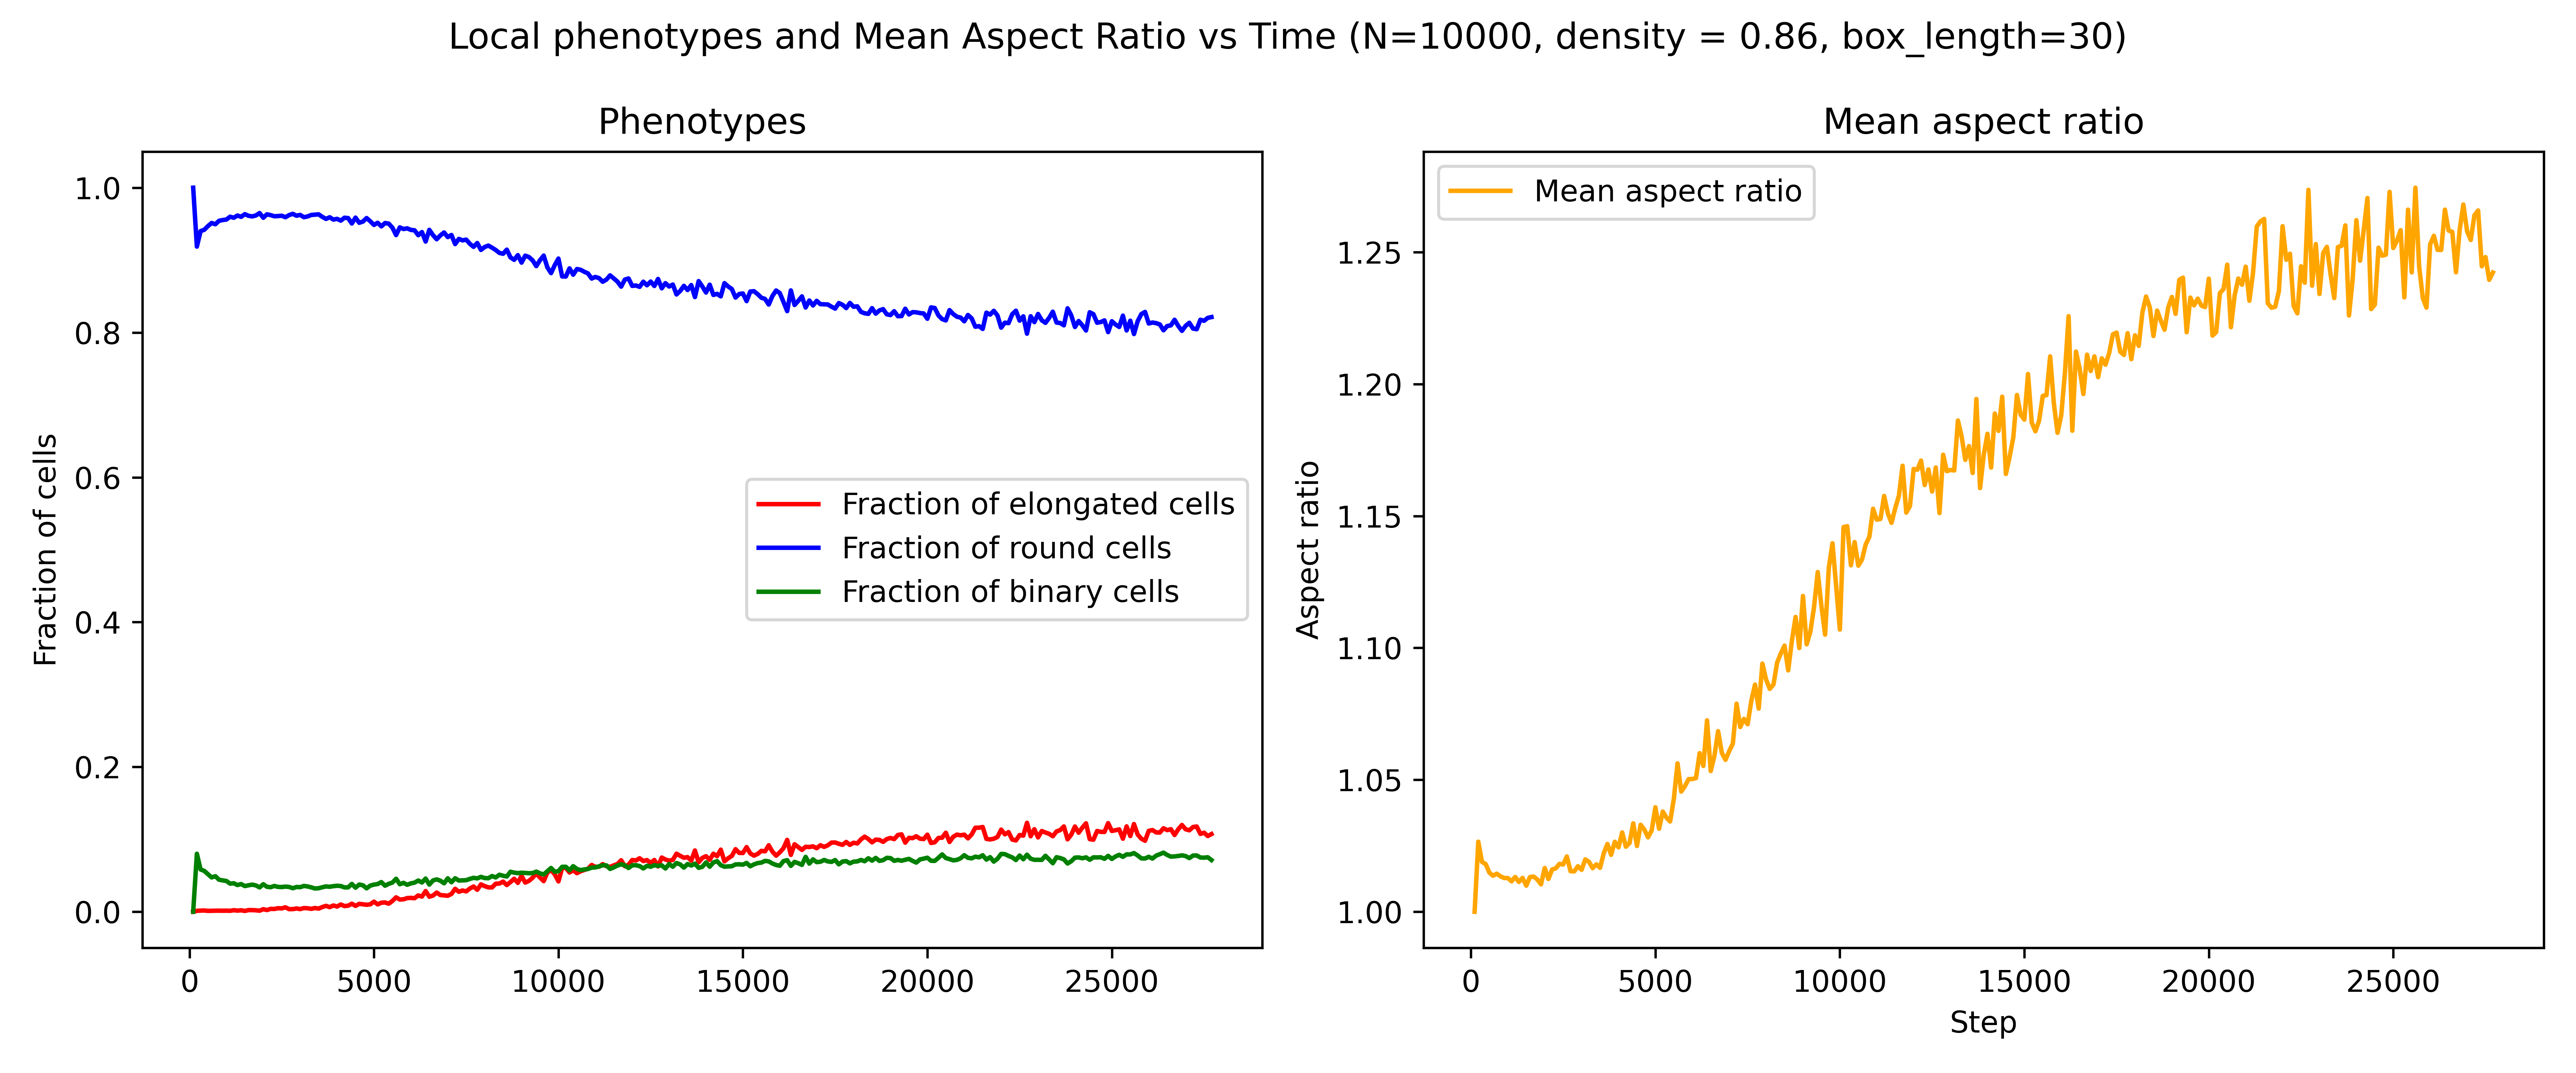 Local phenotypes and Mean Aspect Ratio vs Time (N=10000, density = 0.86, box_length=30)
Phenotypes
Fraction of cells
1.0
0.8
0.6
0.4
0.2
0.0
Fraction of elongated cells
Fraction of round cells
Fraction of binary cells
0 5000 10000 15000 20000 25000
Mean aspect ratio
Mean aspect ratio
Aspect ratio
1.25
1.20
1.15
1.10
1.05
1.00
0 5000 10000 15000 20000 25000
Step